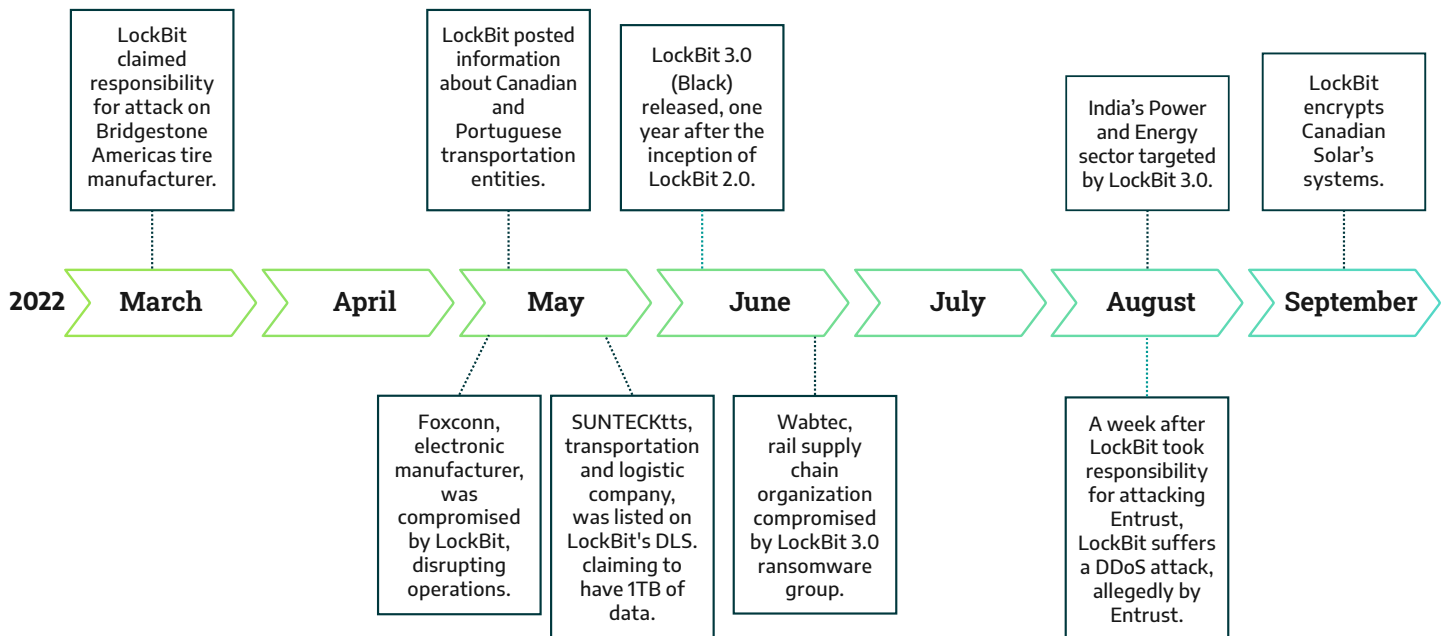 LockBit
claimed
responsibility
for attack on
Bridgestone
Americas tire
manufacturer.
LockBit posted
information
about Canadian
and
Portuguese
transportation
entities.
LockBit 3.0
(Black)
released, one
year after the
inception of
LockBit 2.0.
India’s Power
and Energy
sector targeted
by LockBit 3.0.
LockBit
encrypts
Canadian
Solar’s
systems.
2022
March
April
May
June
July
August
September
Foxconn,
electronic
manufacturer,
was
compromised
by LockBit,
disrupting
operations.
SUNTECKtts,
transportation
and logistic
company,
was listed on
LockBit's DLS.
claiming to
have 1TB of
data.
Wabtec,
rail supply
chain
organization
compromised
by LockBit 3.0
ransomware
group.
A week after
LockBit took
responsibility
for attacking
Entrust,
LockBit suffers
a DDoS attack,
allegedly by
Entrust.